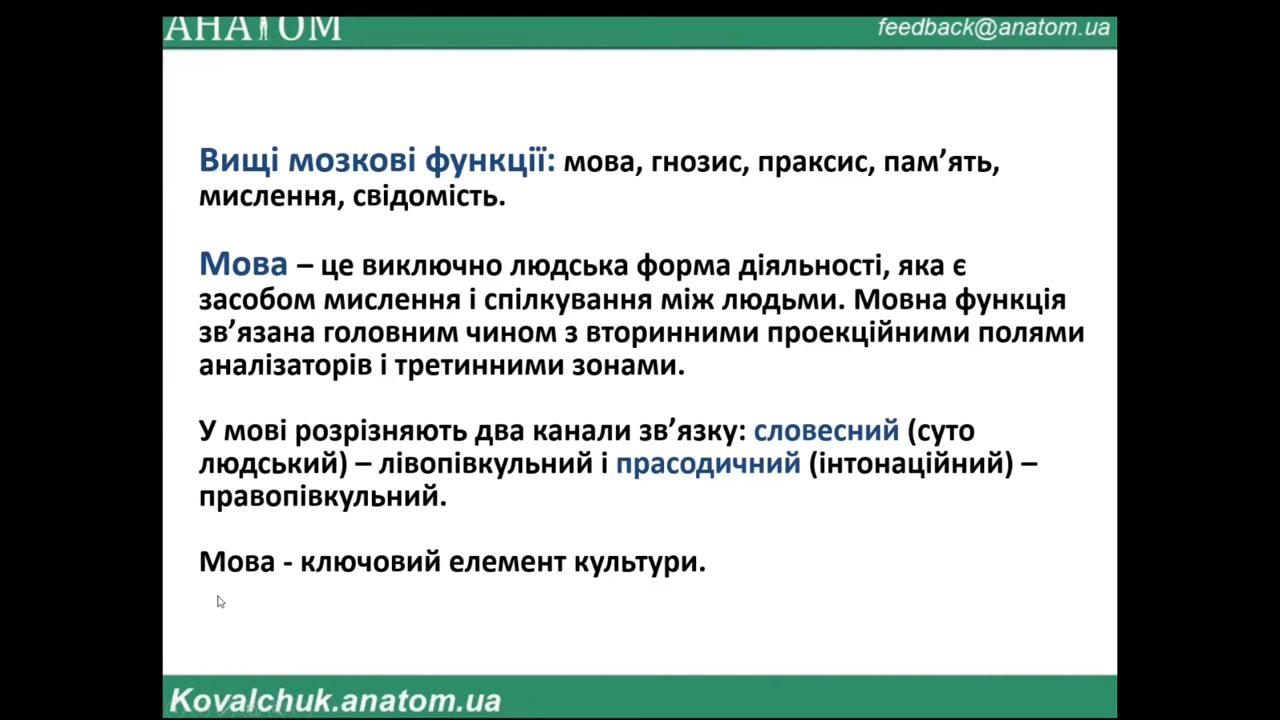 АНАТОМ
feedback@anatom.ua
Вищі мозкові функції: мова, гнозис, праксис, пам’ять,
мислення, свідомість.
Мова – це виключно людська форма діяльності, яка є
засобом мислення і спілкування між людьми. Мовна функція
зв’язана головним чином з вторинними проекційними полями
аналізаторів і третинними зонами.
У мові розрізняють два канали зв’язку: словесний (суто
людський) – лівопівкульний і прасодичний (інтонаційний) –
правопівкульний.
Мова - ключовий елемент культури.
Kovalchuk.anatom.ua